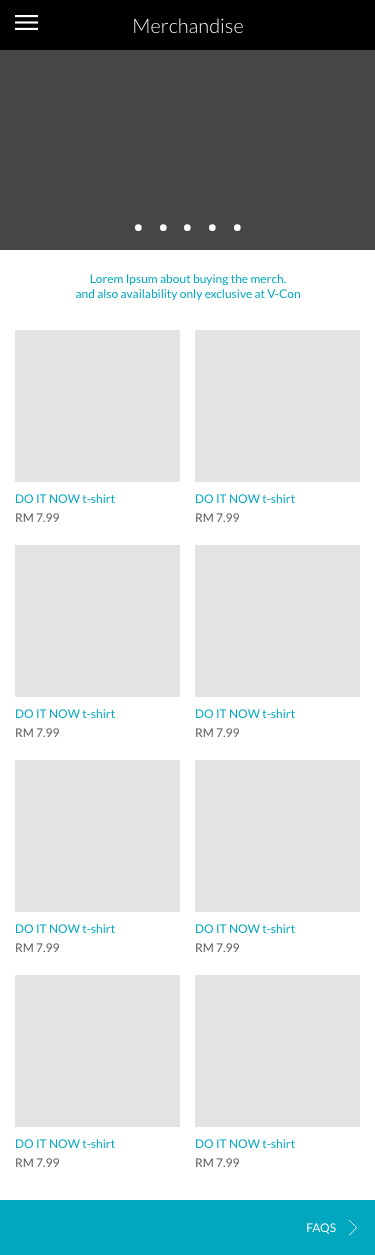 Merchandise
Lorem Ipsum about buying the merch.
and also availability only exclusive at V-Con
DO IT NOW t-shirt
RM 7.99
DO IT NOW t-shirt
RM 7.99
DO IT NOW t-shirt
RM 7.99
DO IT NOW t-shirt
RM 7.99
DO IT NOW t-shirt
RM 7.99
DO IT NOW t-shirt
RM 7.99
DO IT NOW t-shirt
RM 7.99
DO IT NOW t-shirt
RM 7.99
FAQS